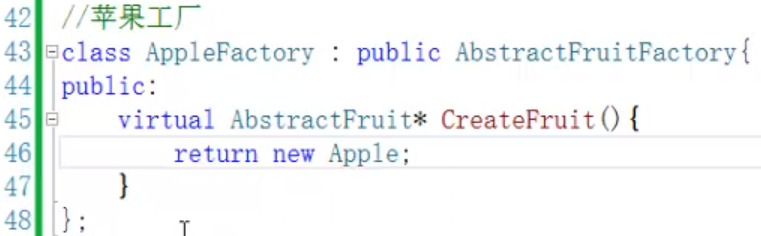 42 //苹果工厂
43 class AppleFactory : public AbstractFruitFactory{
44 public:
45     virtual AbstractFruit* CreateFruit(){
46         return new Apple;
47     }
48 };